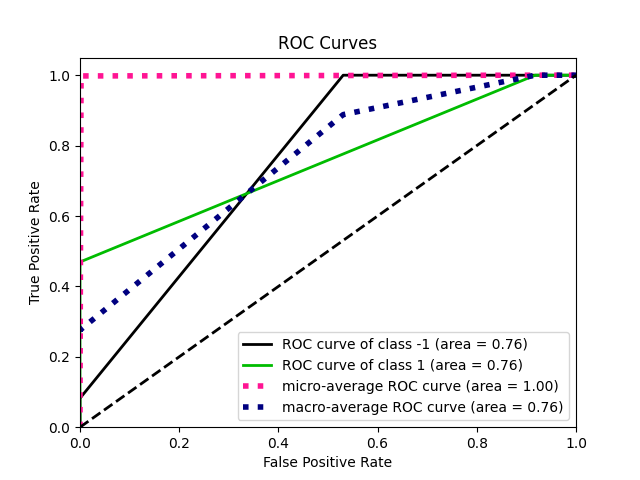 ROC Curves
True Positive Rate
1.0
0.8
0.6
0.4
0.2
0.0
ROC curve of class -1 (area = 0.76)
ROC curve of class 1 (area = 0.76)
micro-average ROC curve (area = 1.00)
macro-average ROC curve (area = 0.76)
0.0 0.2 0.4 0.6 0.8 1.0
False Positive Rate